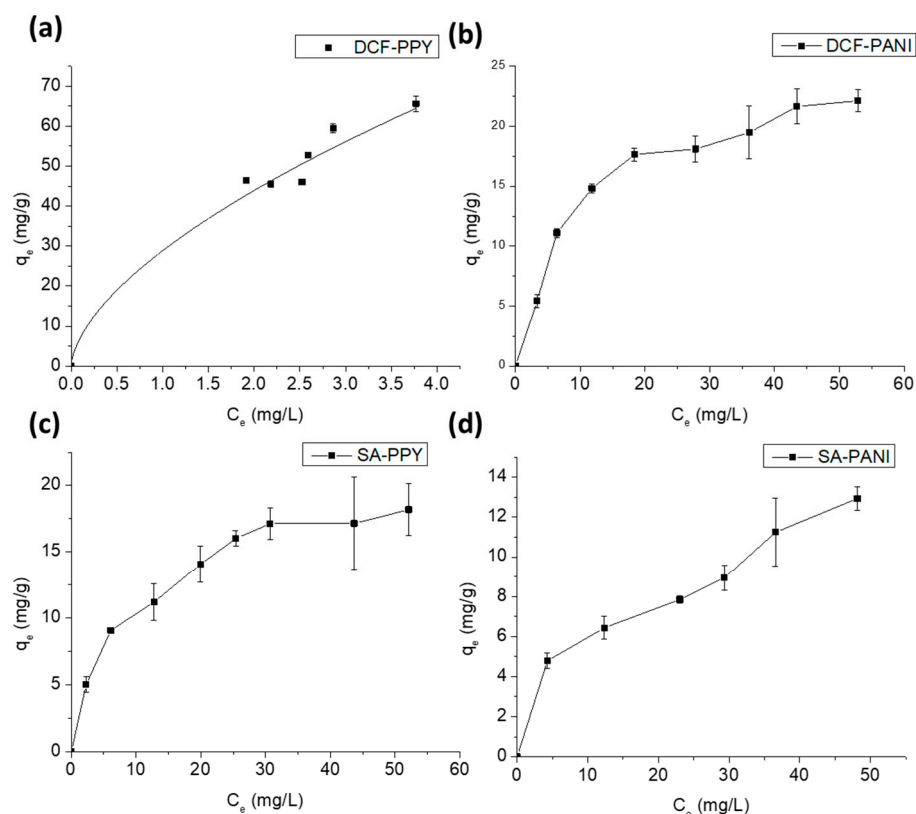 (a)
DCF-PPY
70
60
50
40
30
20
10
0
qe (mg/g)
0.0 0.5 1.0 1.5 2.0 2.5 3.0 3.5 4.0
Ce (mg/L)
(b)
DCF-PANI
25
20
15
10
5
0
qe (mg/g)
0 10 20 30 40 50 60
Ce (mg/L)
(c)
SA-PPY
20
15
10
5
0
qe (mg/g)
0 10 20 30 40 50 60
Ce (mg/L)
(d)
SA-PANI
14
12
10
8
6
4
2
0
qe (mg/g)
0 10 20 30 40 50
Ce (mg/L)